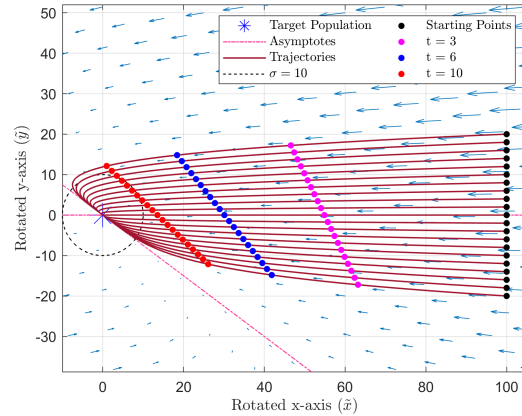 Target Population
Asymptotes
Trajectories
σ = 10
Starting Points
t = 3
t = 6
t = 10
50
40
30
20
10
0
-10
-20
-30
Rotated y-axis (ỹ)
0
20
40
60
80
100
Rotated x-axis (x̃)